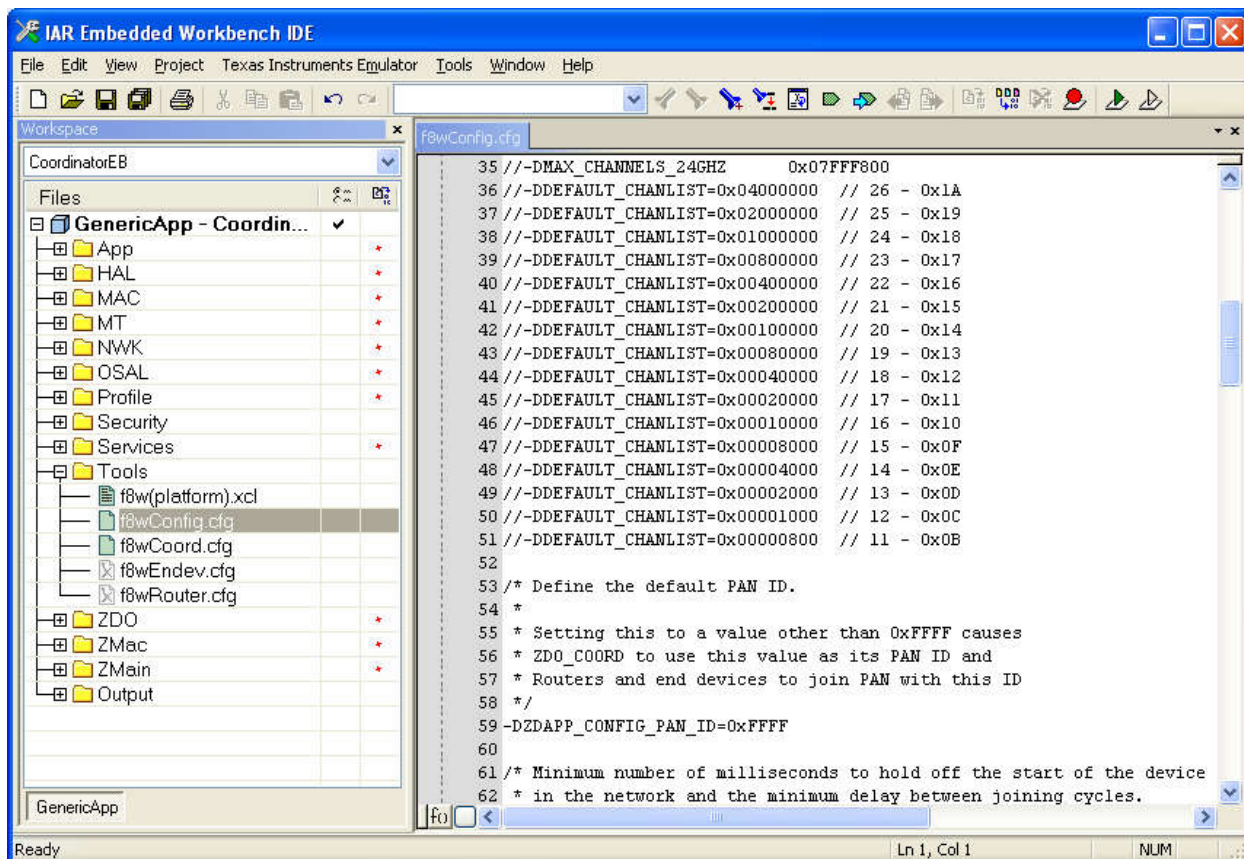 IAR Embedded Workbench IDE
File Edit View Project Texas Instruments Emulator Tools Window Help
Workspace
CoordinatorEB
Files
GenericApp - Coordin...
App
HAL
MAC
MT
NWK
OSAL
Profile
Security
Services
Tools
f8w(platform).xcl
f8wConfig.cfg
f8wCoord.cfg
f8wEndev.cfg
f8wRouter.cfg
ZDO
ZMac
ZMain
Output
GenericApp
f8wConfig.cfg
35 //-DMAX_CHANNELS_24GHZ 0x07FFF800
36 //-DDEFAULT_CHANLIST=0x04000000 // 26 - 0x1A
37 //-DDEFAULT_CHANLIST=0x02000000 // 25 - 0x19
38 //-DDEFAULT_CHANLIST=0x01000000 // 24 - 0x18
39 //-DDEFAULT_CHANLIST=0x00800000 // 23 - 0x17
40 //-DDEFAULT_CHANLIST=0x00400000 // 22 - 0x16
41 //-DDEFAULT_CHANLIST=0x00200000 // 21 - 0x15
42 //-DDEFAULT_CHANLIST=0x00100000 // 20 - 0x14
43 //-DDEFAULT_CHANLIST=0x00080000 // 19 - 0x13
44 //-DDEFAULT_CHANLIST=0x00040000 // 18 - 0x12
45 //-DDEFAULT_CHANLIST=0x00020000 // 17 - 0x11
46 //-DDEFAULT_CHANLIST=0x00010000 // 16 - 0x10
47 //-DDEFAULT_CHANLIST=0x00008000 // 15 - 0x0F
48 //-DDEFAULT_CHANLIST=0x00004000 // 14 - 0x0E
49 //-DDEFAULT_CHANLIST=0x00002000 // 13 - 0x0D
50 //-DDEFAULT_CHANLIST=0x00001000 // 12 - 0x0C
51 //-DDEFAULT_CHANLIST=0x00000800 // 11 - 0x0B
52
53 /* Define the default PAN ID.
54 *
55 * Setting this to a value other than 0xFFFF causes
56 * ZDO_COORD to use this value as its PAN ID and
57 * Routers and end devices to join PAN with this ID
58 */
59 -DZDAPP_CONFIG_PAN_ID=0xFFFF
60
61 /* Minimum number of milliseconds to hold off the start of the device
62 * in the network and the minimum delay between joining cycles.
f()
Ready Ln 1, Col 1 NUM